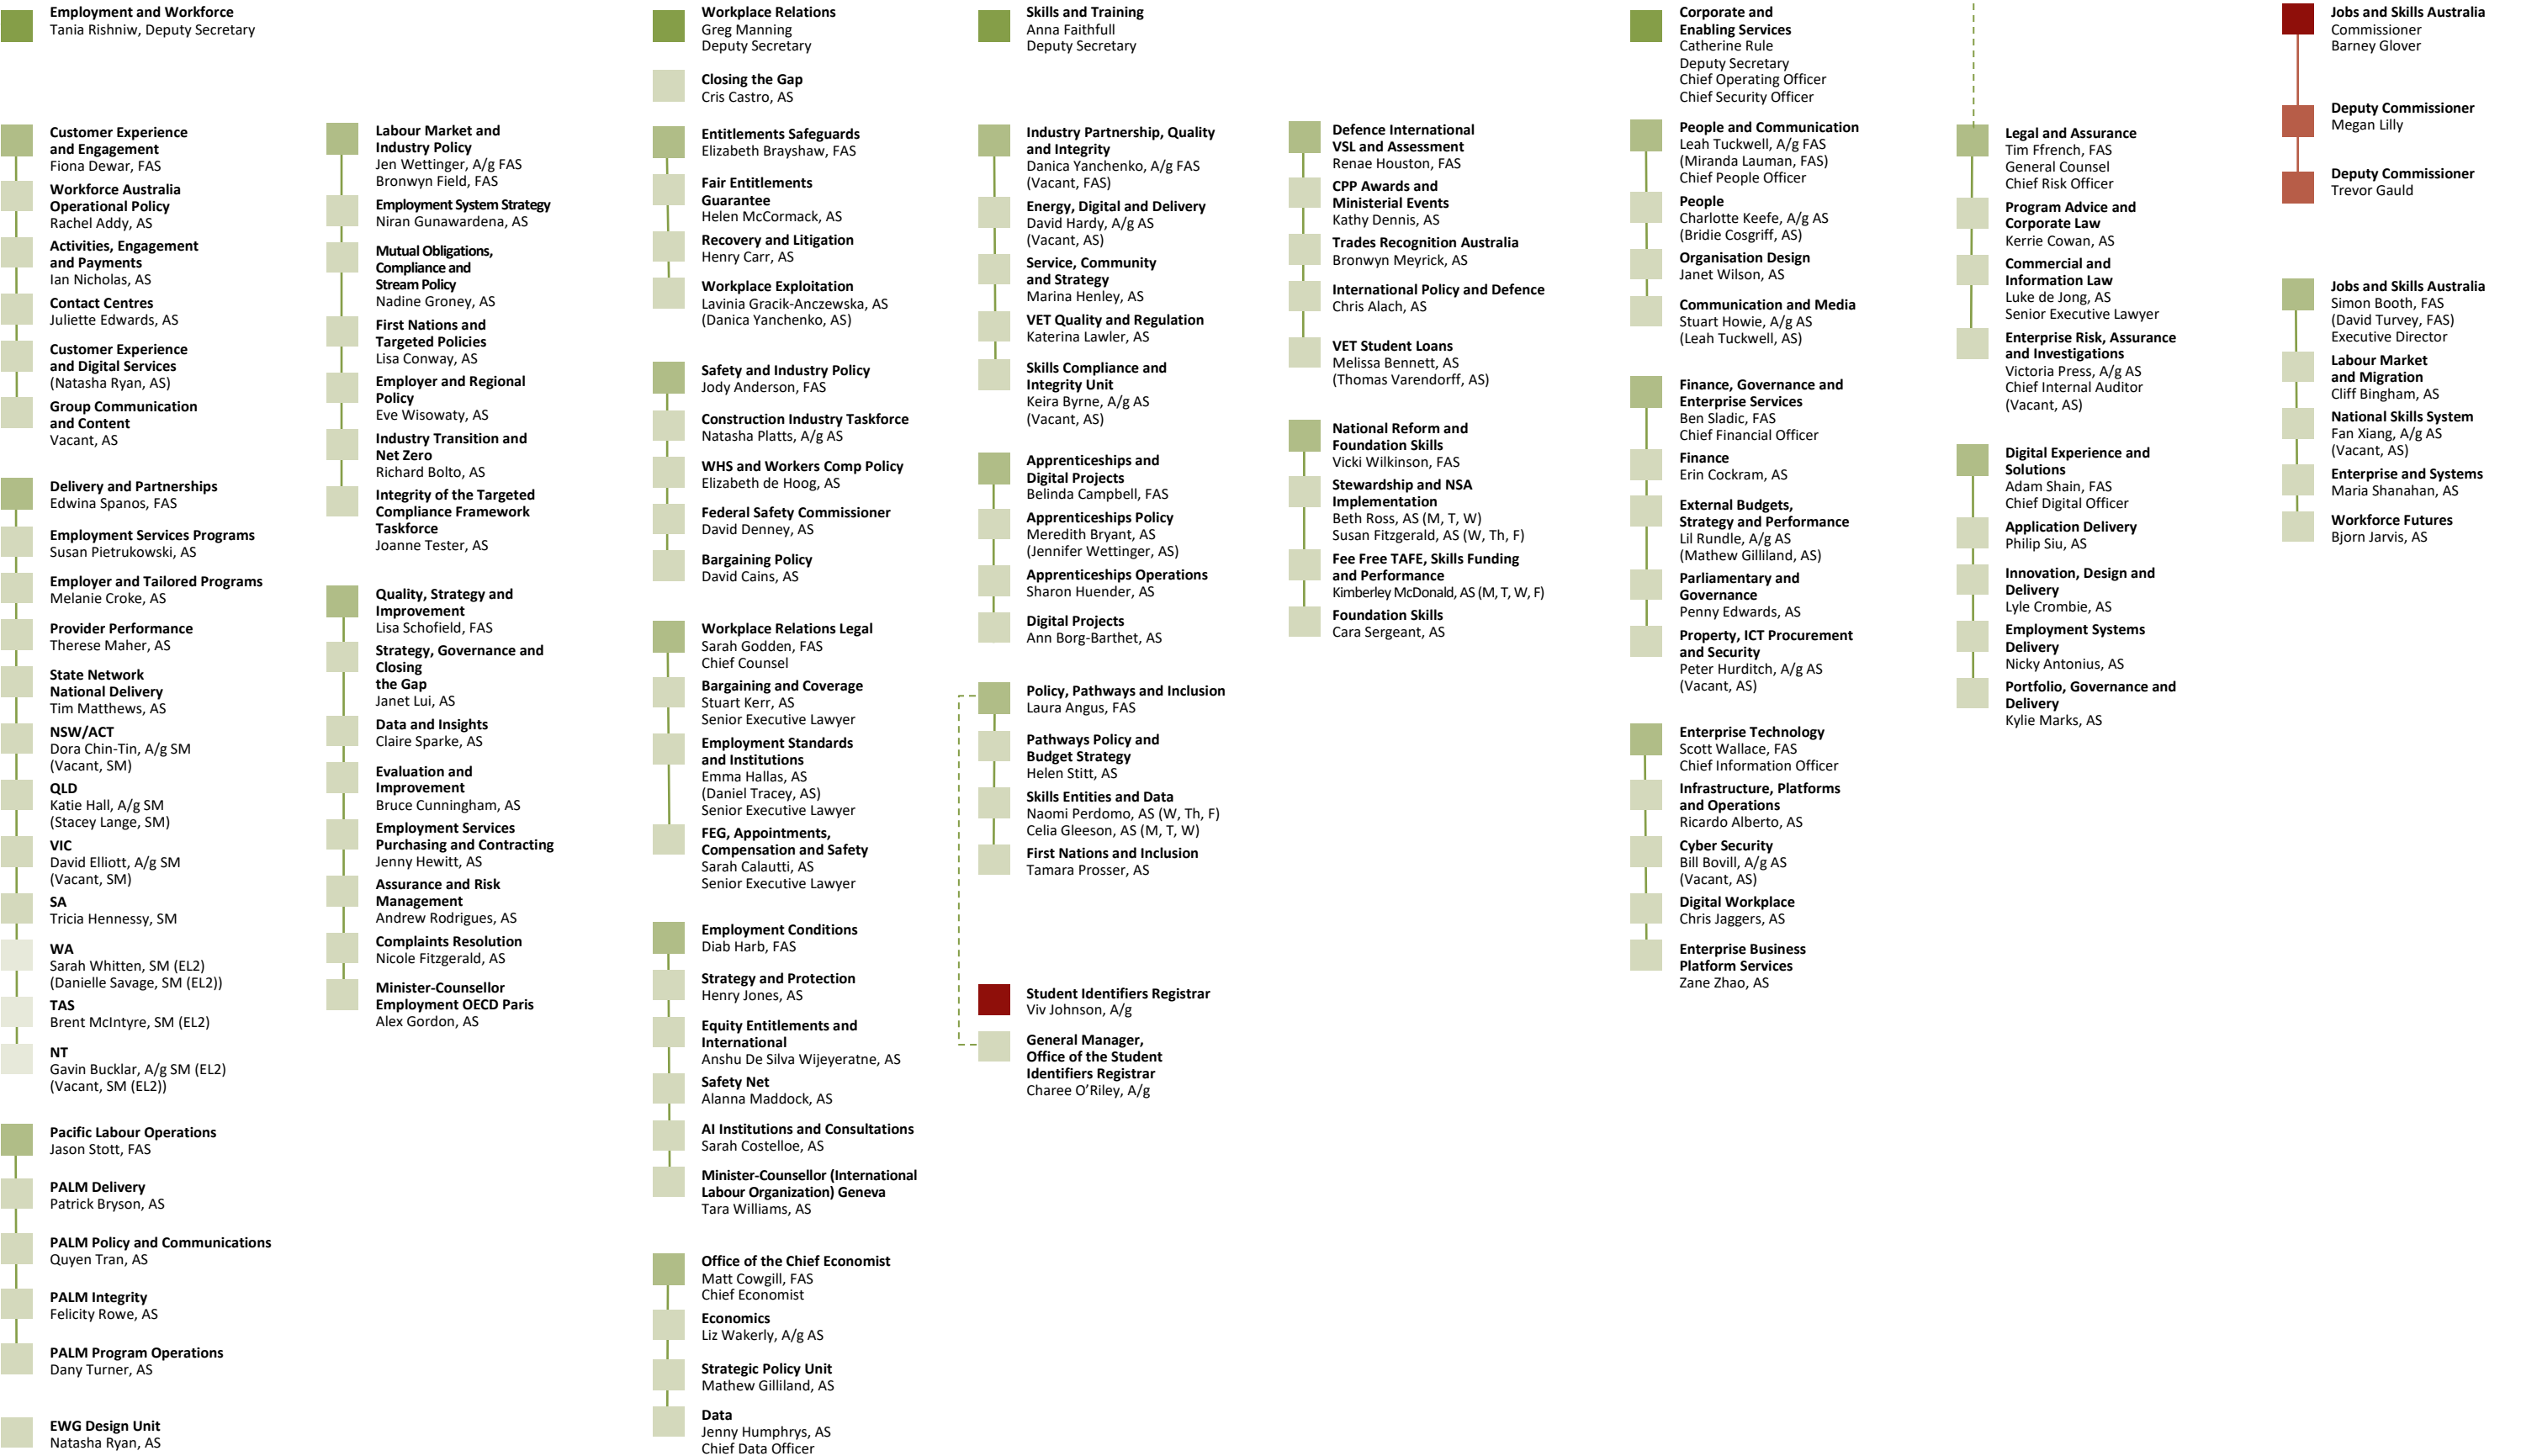 Employment and Workforce
Tania Rishniw, Deputy Secretary
Customer Experience
and Engagement
Fiona Dewar, FAS
Workforce Australia
Operational Policy
Rachel Addy, AS
Activities, Engagement
and Payments
Ian Nicholas, AS
Contact Centres
Juliette Edwards, AS
Customer Experience
and Digital Services
(Natasha Ryan, AS)
Group Communication
and Content
Vacant, AS
Delivery and Partnerships
Edwina Spanos, FAS
Employment Services Programs
Susan Pietrukowski, AS
Employer and Tailored Programs
Melanie Croke, AS
Provider Performance
Therese Maher, AS
State Network
National Delivery
Tim Matthews, AS
NSW/ACT
Dora Chin-Tin, A/g SM
(Vacant, SM)
QLD
Katie Hall, A/g SM
(Stacey Lange, SM)
VIC
David Elliott, A/g SM
(Vacant, SM)
SA
Tricia Hennessy, SM
WA
Sarah Whitten, SM (EL2)
(Danielle Savage, SM (EL2))
TAS
Brent McIntyre, SM (EL2)
NT
Gavin Bucklar, A/g SM (EL2)
(Vacant, SM (EL2))
Pacific Labour Operations
Jason Stott, FAS
PALM Delivery
Patrick Bryson, AS
PALM Policy and Communications
Quyen Tran, AS
PALM Integrity
Felicity Rowe, AS
PALM Program Operations
Dany Turner, AS
EWG Design Unit
Natasha Ryan, AS
Labour Market and
Industry Policy
Jen Wettinger, A/g FAS
Bronwyn Field, FAS
Employment System Strategy
Niran Gunawardena, AS
Mutual Obligations,
Compliance and
Stream Policy
Nadine Groney, AS
First Nations and
Targeted Policies
Lisa Conway, AS
Employer and Regional
Policy
Eve Wisowaty, AS
Industry Transition and
Net Zero
Richard Bolto, AS
Integrity of the Targeted
Compliance Framework
Taskforce
Joanne Tester, AS
Quality, Strategy and
Improvement
Lisa Schofield, FAS
Strategy, Governance and
Closing
the Gap
Janet Lui, AS
Data and Insights
Claire Sparke, AS
Evaluation and
Improvement
Bruce Cunningham, AS
Employment Services
Purchasing and Contracting
Jenny Hewitt, AS
Assurance and Risk
Management
Andrew Rodrigues, AS
Complaints Resolution
Nicole Fitzgerald, AS
Minister-Counsellor
Employment OECD Paris
Alex Gordon, AS
Workplace Relations
Greg Manning
Deputy Secretary
Closing the Gap
Cris Castro, AS
Entitlements Safeguards
Elizabeth Brayshaw, FAS
Fair Entitlements
Guarantee
Helen McCormack, AS
Recovery and Litigation
Henry Carr, AS
Workplace Exploitation
Lavinia Gracik-Anczewska, AS
(Danica Yanchenko, AS)
Safety and Industry Policy
Jody Anderson, FAS
Construction Industry Taskforce
Natasha Platts, A/g AS
WHS and Workers Comp Policy
Elizabeth de Hoog, AS
Federal Safety Commissioner
David Denney, AS
Bargaining Policy
David Cains, AS
Workplace Relations Legal
Sarah Godden, FAS
Chief Counsel
Bargaining and Coverage
Stuart Kerr, AS
Senior Executive Lawyer
Employment Standards
and Institutions
Emma Hallas, AS
(Daniel Tracey, AS)
Senior Executive Lawyer
FEG, Appointments,
Compensation and Safety
Sarah Calautti, AS
Senior Executive Lawyer
Employment Conditions
Diab Harb, FAS
Strategy and Protection
Henry Jones, AS
Equity Entitlements and
International
Anshu De Silva Wijeyeratne, AS
Safety Net
Alanna Maddock, AS
AI Institutions and Consultations
Sarah Costelloe, AS
Minister-Counsellor (International
Labour Organization) Geneva
Tara Williams, AS
Office of the Chief Economist
Matt Cowgill, FAS
Chief Economist
Economics
Liz Wakerly, A/g AS
Strategic Policy Unit
Mathew Gilliland, AS
Data
Jenny Humphrys, AS
Chief Data Officer
Skills and Training
Anna Faithfull
Deputy Secretary
Industry Partnership, Quality
and Integrity
Danica Yanchenko, A/g FAS
(Vacant, FAS)
Energy, Digital and Delivery
David Hardy, A/g AS
(Vacant, AS)
Service, Community
and Strategy
Marina Henley, AS
VET Quality and Regulation
Katerina Lawler, AS
Skills Compliance and
Integrity Unit
Keira Byrne, A/g AS
(Vacant, AS)
Apprenticeships and
Digital Projects
Belinda Campbell, FAS
Apprenticeships Policy
Meredith Bryant, AS
(Jennifer Wettinger, AS)
Apprenticeships Operations
Sharon Huender, AS
Digital Projects
Ann Borg-Barthet, AS
Policy, Pathways and Inclusion
Laura Angus, FAS
Pathways Policy and
Budget Strategy
Helen Stitt, AS
Skills Entities and Data
Naomi Perdomo, AS (W, Th, F)
Celia Gleeson, AS (M, T, W)
First Nations and Inclusion
Tamara Prosser, AS
Student Identifiers Registrar
Viv Johnson, A/g
General Manager,
Office of the Student
Identifiers Registrar
Charee O’Riley, A/g
Defence International
VSL and Assessment
Renae Houston, FAS
CPP Awards and
Ministerial Events
Kathy Dennis, AS
Trades Recognition Australia
Bronwyn Meyrick, AS
International Policy and Defence
Chris Alach, AS
VET Student Loans
Melissa Bennett, AS
(Thomas Varendorff, AS)
National Reform and
Foundation Skills
Vicki Wilkinson, FAS
Stewardship and NSA
Implementation
Beth Ross, AS (M, T, W)
Susan Fitzgerald, AS (W, Th, F)
Fee Free TAFE, Skills Funding
and Performance
Kimberley McDonald, AS (M, T, W, F)
Foundation Skills
Cara Sergeant, AS
Corporate and
Enabling Services
Catherine Rule
Deputy Secretary
Chief Operating Officer
Chief Security Officer
People and Communication
Leah Tuckwell, A/g FAS
(Miranda Lauman, FAS)
Chief People Officer
People
Charlotte Keefe, A/g AS
(Bridie Cosgriff, AS)
Organisation Design
Janet Wilson, AS
Communication and Media
Stuart Howie, A/g AS
(Leah Tuckwell, AS)
Finance, Governance and
Enterprise Services
Ben Sladic, FAS
Chief Financial Officer
Finance
Erin Cockram, AS
External Budgets,
Strategy and Performance
Lil Rundle, A/g AS
(Mathew Gilliland, AS)
Parliamentary and
Governance
Penny Edwards, AS
Property, ICT Procurement
and Security
Peter Hurditch, A/g AS
(Vacant, AS)
Enterprise Technology
Scott Wallace, FAS
Chief Information Officer
Infrastructure, Platforms
and Operations
Ricardo Alberto, AS
Cyber Security
Bill Bovill, A/g AS
(Vacant, AS)
Digital Workplace
Chris Jaggers, AS
Enterprise Business
Platform Services
Zane Zhao, AS
Legal and Assurance
Tim Ffrench, FAS
General Counsel
Chief Risk Officer
Program Advice and
Corporate Law
Kerrie Cowan, AS
Commercial and
Information Law
Luke de Jong, AS
Senior Executive Lawyer
Enterprise Risk, Assurance
and Investigations
Victoria Press, A/g AS
Chief Internal Auditor
(Vacant, AS)
Digital Experience and
Solutions
Adam Shain, FAS
Chief Digital Officer
Application Delivery
Philip Siu, AS
Innovation, Design and
Delivery
Lyle Crombie, AS
Employment Systems
Delivery
Nicky Antonius, AS
Portfolio, Governance and
Delivery
Kylie Marks, AS
Jobs and Skills Australia
Commissioner
Barney Glover
Deputy Commissioner
Megan Lilly
Deputy Commissioner
Trevor Gauld
Jobs and Skills Australia
Simon Booth, FAS
(David Turvey, FAS)
Executive Director
Labour Market
and Migration
Cliff Bingham, AS
National Skills System
Fan Xiang, A/g AS
(Vacant, AS)
Enterprise and Systems
Maria Shanahan, AS
Workforce Futures
Bjorn Jarvis, AS